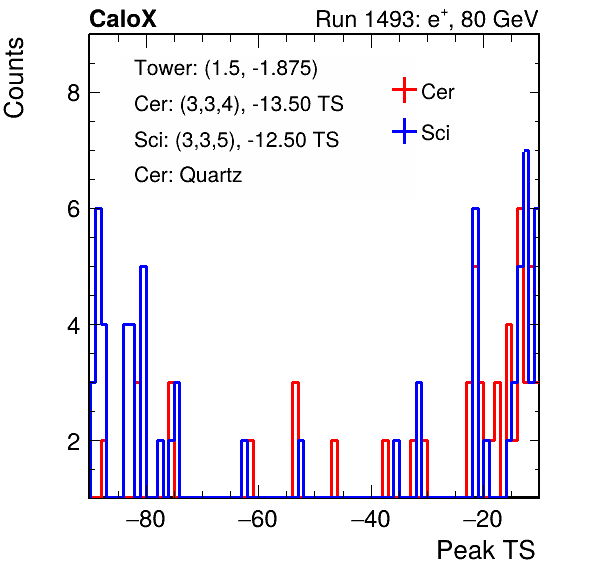 CaloX Run 1493: e⁺, 80 GeV
Counts
Tower: (1.5, -1.875)
Cer: (3,3,4), -13.50 TS
Sci: (3,3,5), -12.50 TS
Cer: Quartz
Cer
Sci
8
6
4
2
−80 −60 −40 −20
Peak TS